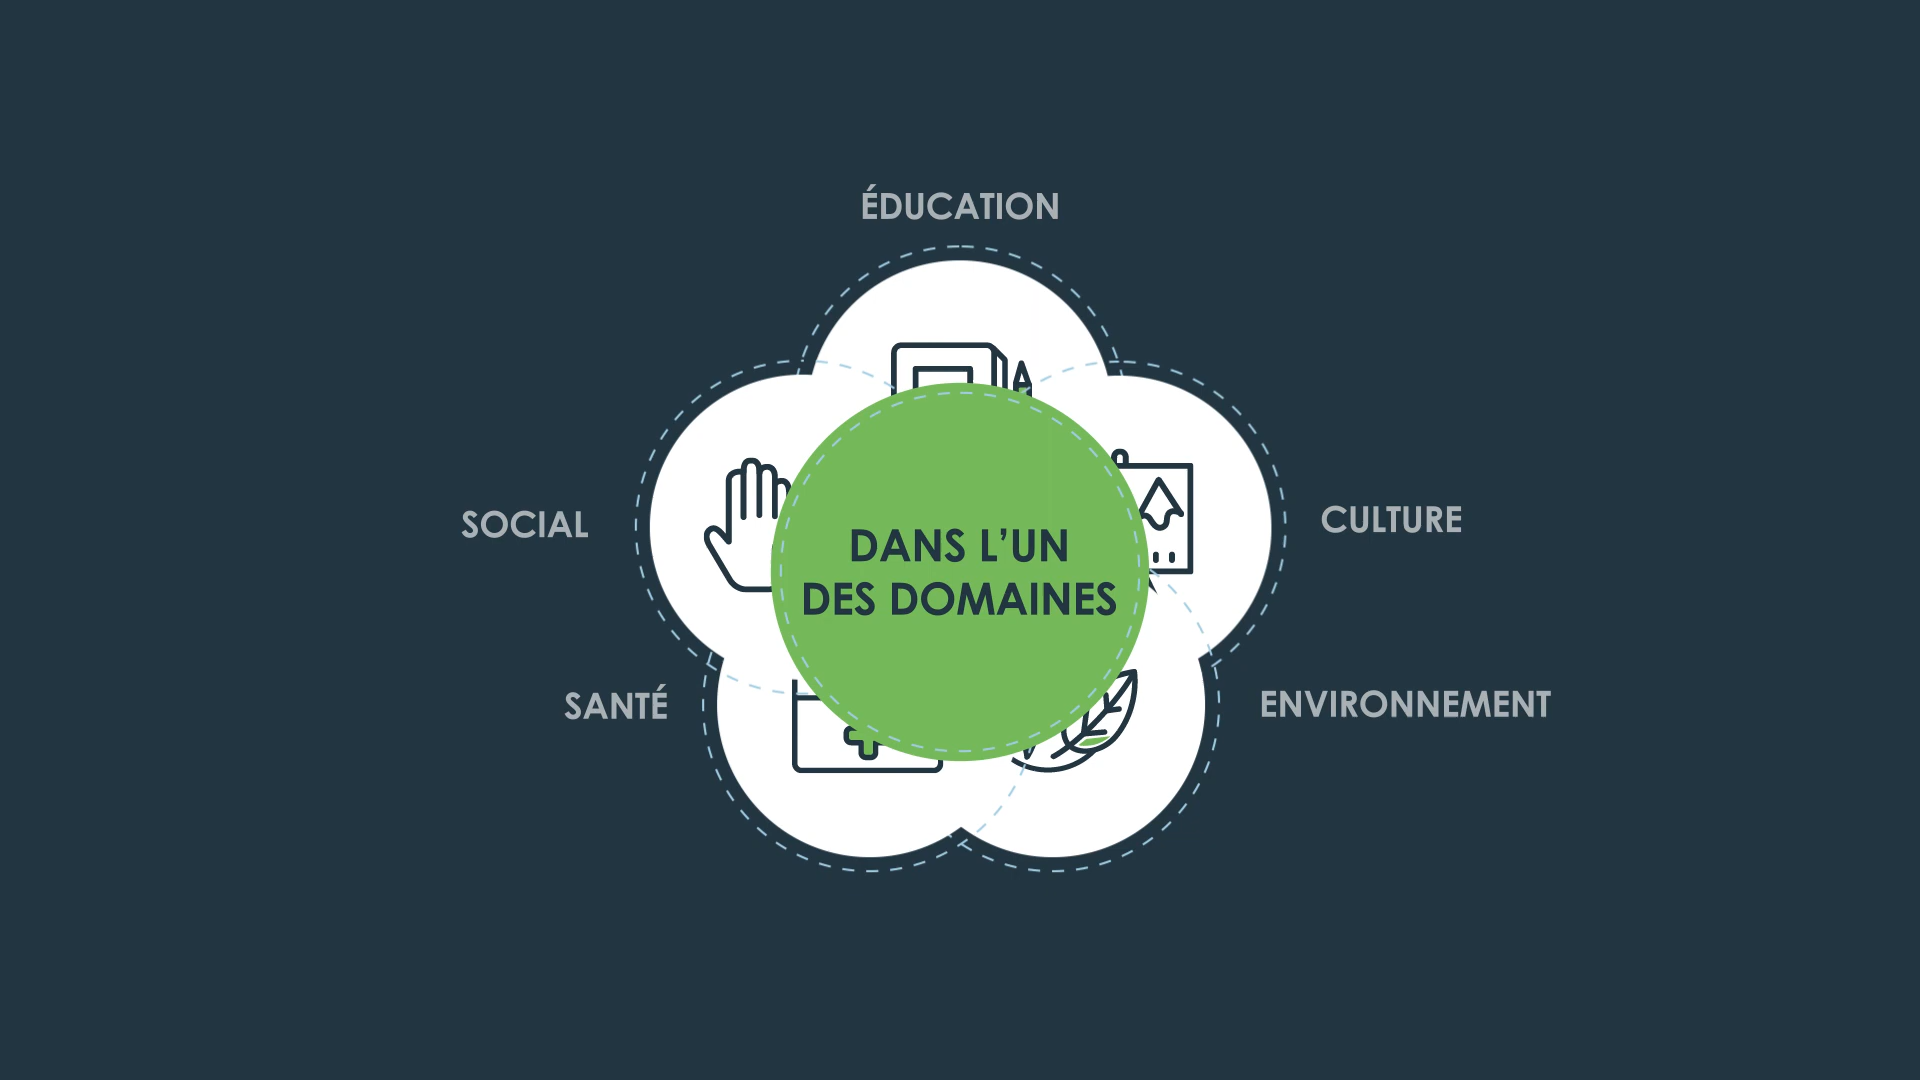 ÉDUCATION
SOCIAL
CULTURE
DANS L’UN
DES DOMAINES
SANTÉ
ENVIRONNEMENT